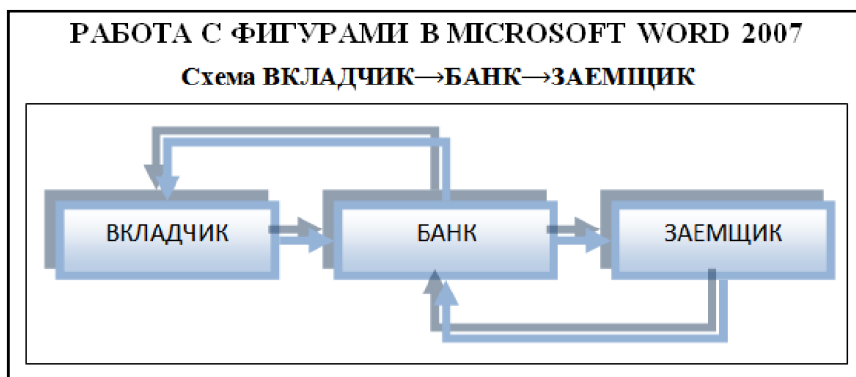 РАБОТА С ФИГУРАМИ В MICROSOFT WORD 2007
Схема ВКЛАДЧИК→БАНК→ЗАЕМЩИК
ВКЛАДЧИК
БАНК
ЗАЕМЩИК